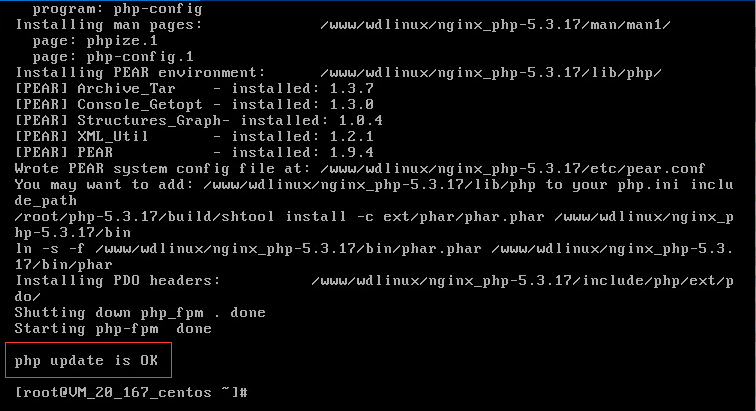 program: php-config
Installing man pages:            /www/wdlinux/nginx_php-5.3.17/man/man1/
  page: phpize.1
  page: php-config.1
Installing PEAR environment:      /www/wdlinux/nginx_php-5.3.17/lib/php/
[PEAR] Archive_Tar    - installed: 1.3.7
[PEAR] Console_Getopt - installed: 1.3.0
[PEAR] Structures_Graph- installed: 1.0.4
[PEAR] XML_Util       - installed: 1.2.1
[PEAR] PEAR           - installed: 1.9.4
Wrote PEAR system config file at: /www/wdlinux/nginx_php-5.3.17/etc/pear.conf
You may want to add: /www/wdlinux/nginx_php-5.3.17/lib/php to your php.ini inclu
de_path
/root/php-5.3.17/build/shtool install -c ext/phar/phar.phar /www/wdlinux/nginx_p
hp-5.3.17/bin
ln -s -f /www/wdlinux/nginx_php-5.3.17/bin/phar.phar /www/wdlinux/nginx_php-5.3.
17/bin/phar
Installing PDO headers:          /www/wdlinux/nginx_php-5.3.17/include/php/ext/p
do/
Shutting down php_fpm . done
Starting php-fpm  done
php update is OK
[root@VM_20_167_centos ~]#